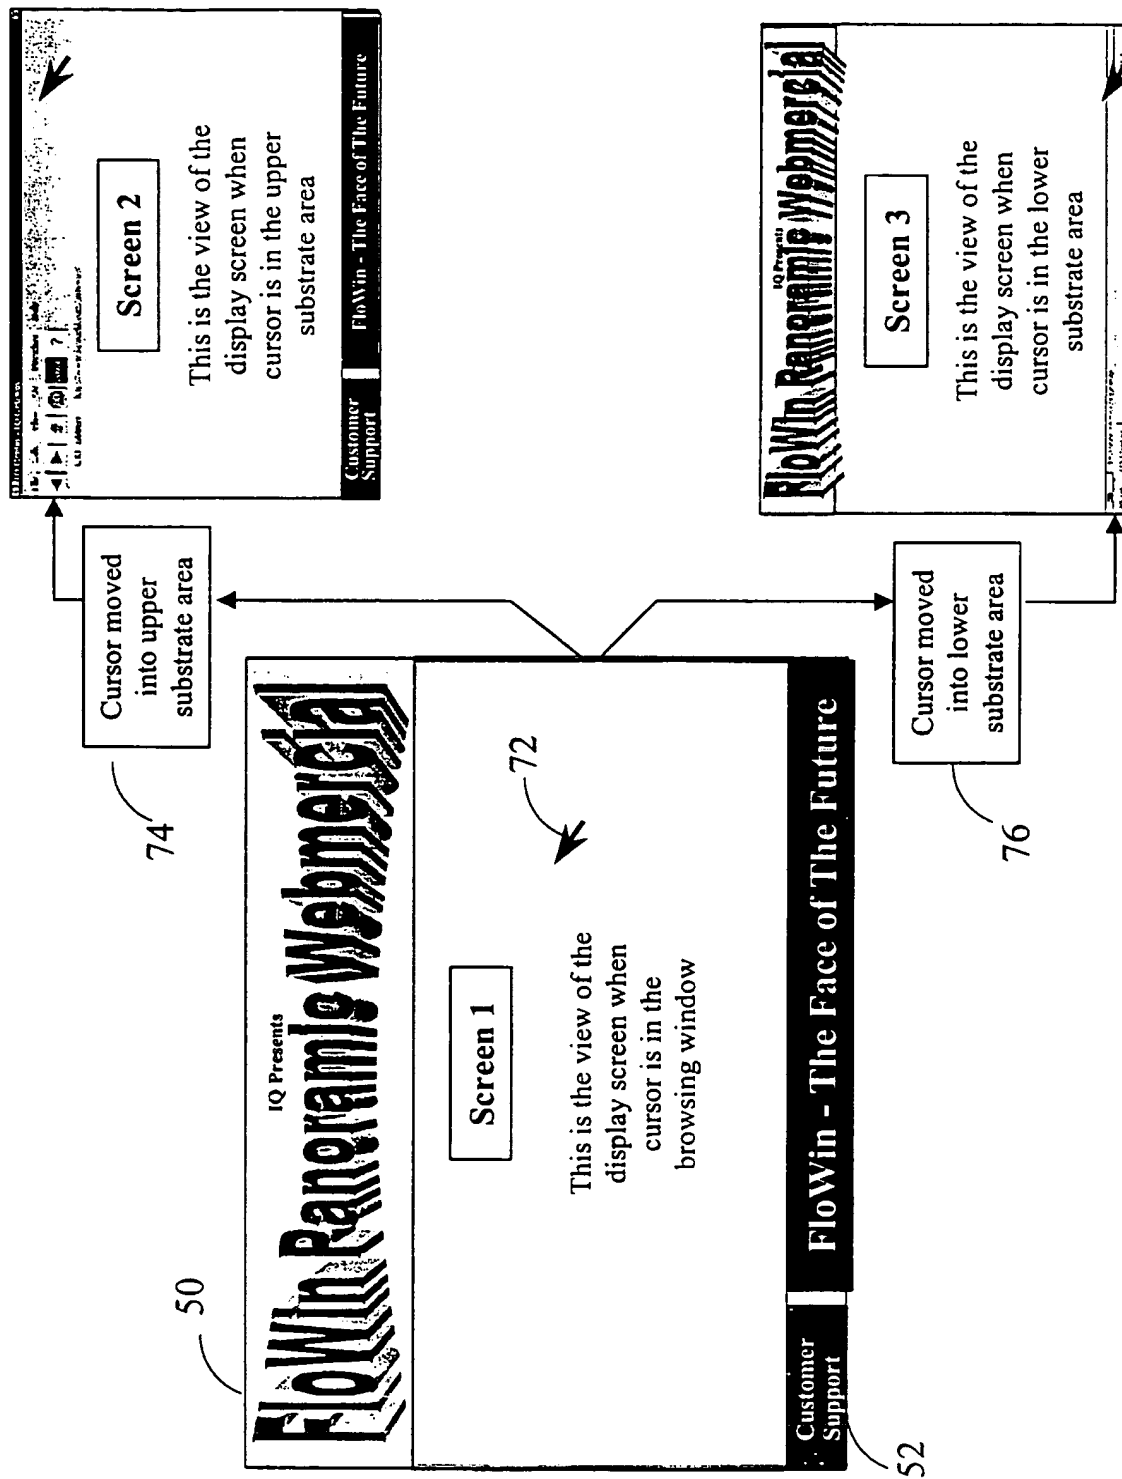 50
IQ Presents
FloWin Panoramic Webmercial
Screen 1
This is the view of the
display screen when
cursor is in the
browsing window
72
Customer
Support
FloWin - The Face of The Future
52
74
Cursor moved
into upper
substrate area
76
Cursor moved
into lower
substrate area
Screen 2
This is the view of the
display screen when
cursor is in the upper
substrate area
Customer
Support
FloWin - The Face of The Future
IQ Presents
FloWin Panoramic Webmercial
Screen 3
This is the view of the
display screen when
cursor is in the lower
substrate area